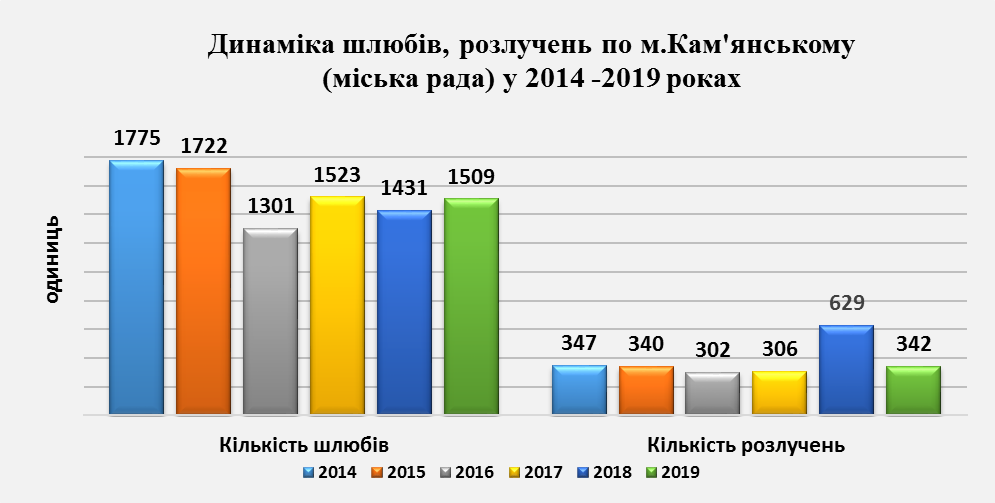 Динаміка шлюбів, розлучень по м.Кам'янському
(міська рада) у 2014 -2019 роках
одиниць
1775
1722
1301
1523
1431
1509
347
340
302
306
629
342
Кількість шлюбів
Кількість розлучень
2014 2015 2016 2017 2018 2019